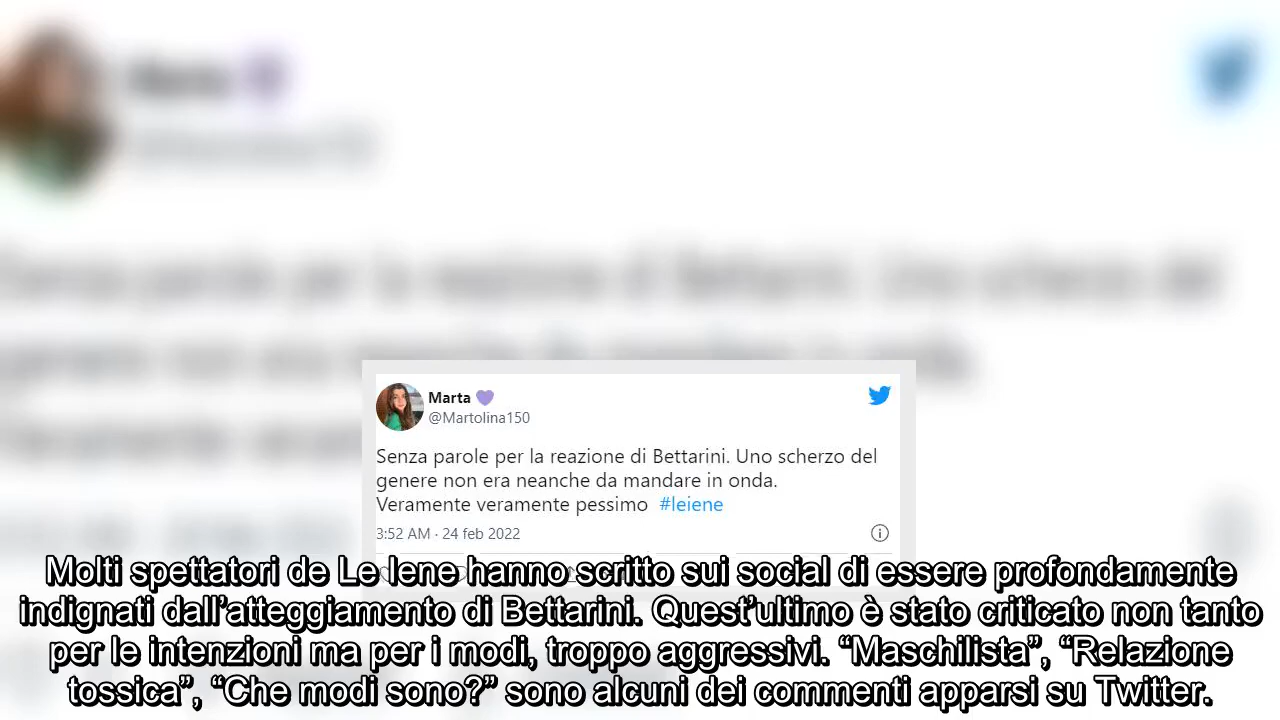 Marta 💜
@Martolina150
Senza parole per la reazione di Bettarini. Uno scherzo del
genere non era neanche da mandare in onda.
Veramente veramente pessimo #leiene
3:52 AM · 24 feb 2022
Molti spettatori de Le Iene hanno scritto sui social di essere profondamente
indignati dall’atteggiamento di Bettarini. Quest’ultimo è stato criticato non tanto
per le intenzioni ma per i modi, troppo aggressivi. “Maschilista”, “Relazione
tossica”, “Che modi sono?” sono alcuni dei commenti apparsi su Twitter.